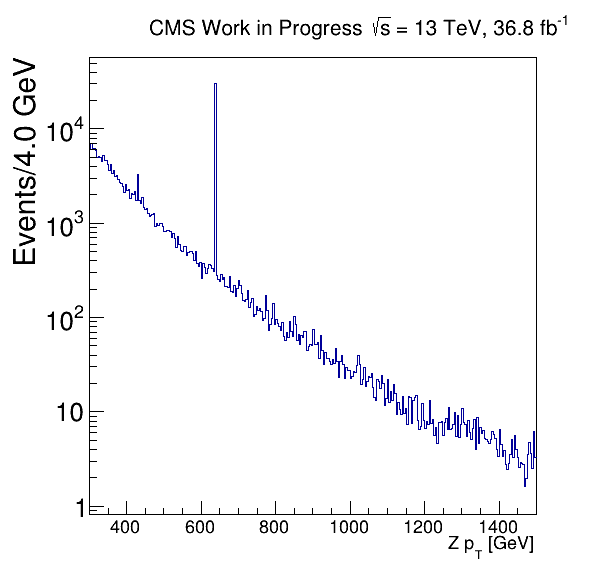 CMS Work in Progress √s = 13 TeV, 36.8 fb⁻¹
Events/4.0 GeV
10⁴
10³
10²
10
1
400 600 800 1000 1200 1400
Z p_T [GeV]